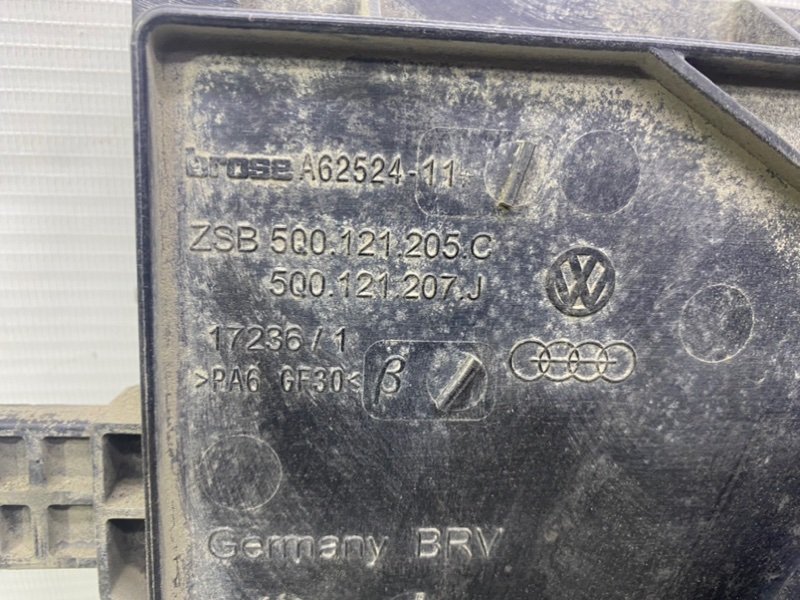 brose A62524-11
ZSB 5Q0.121.205.C
5Q0.121.207.J
17236/1
>PA6 GF30< β
Germany BRV